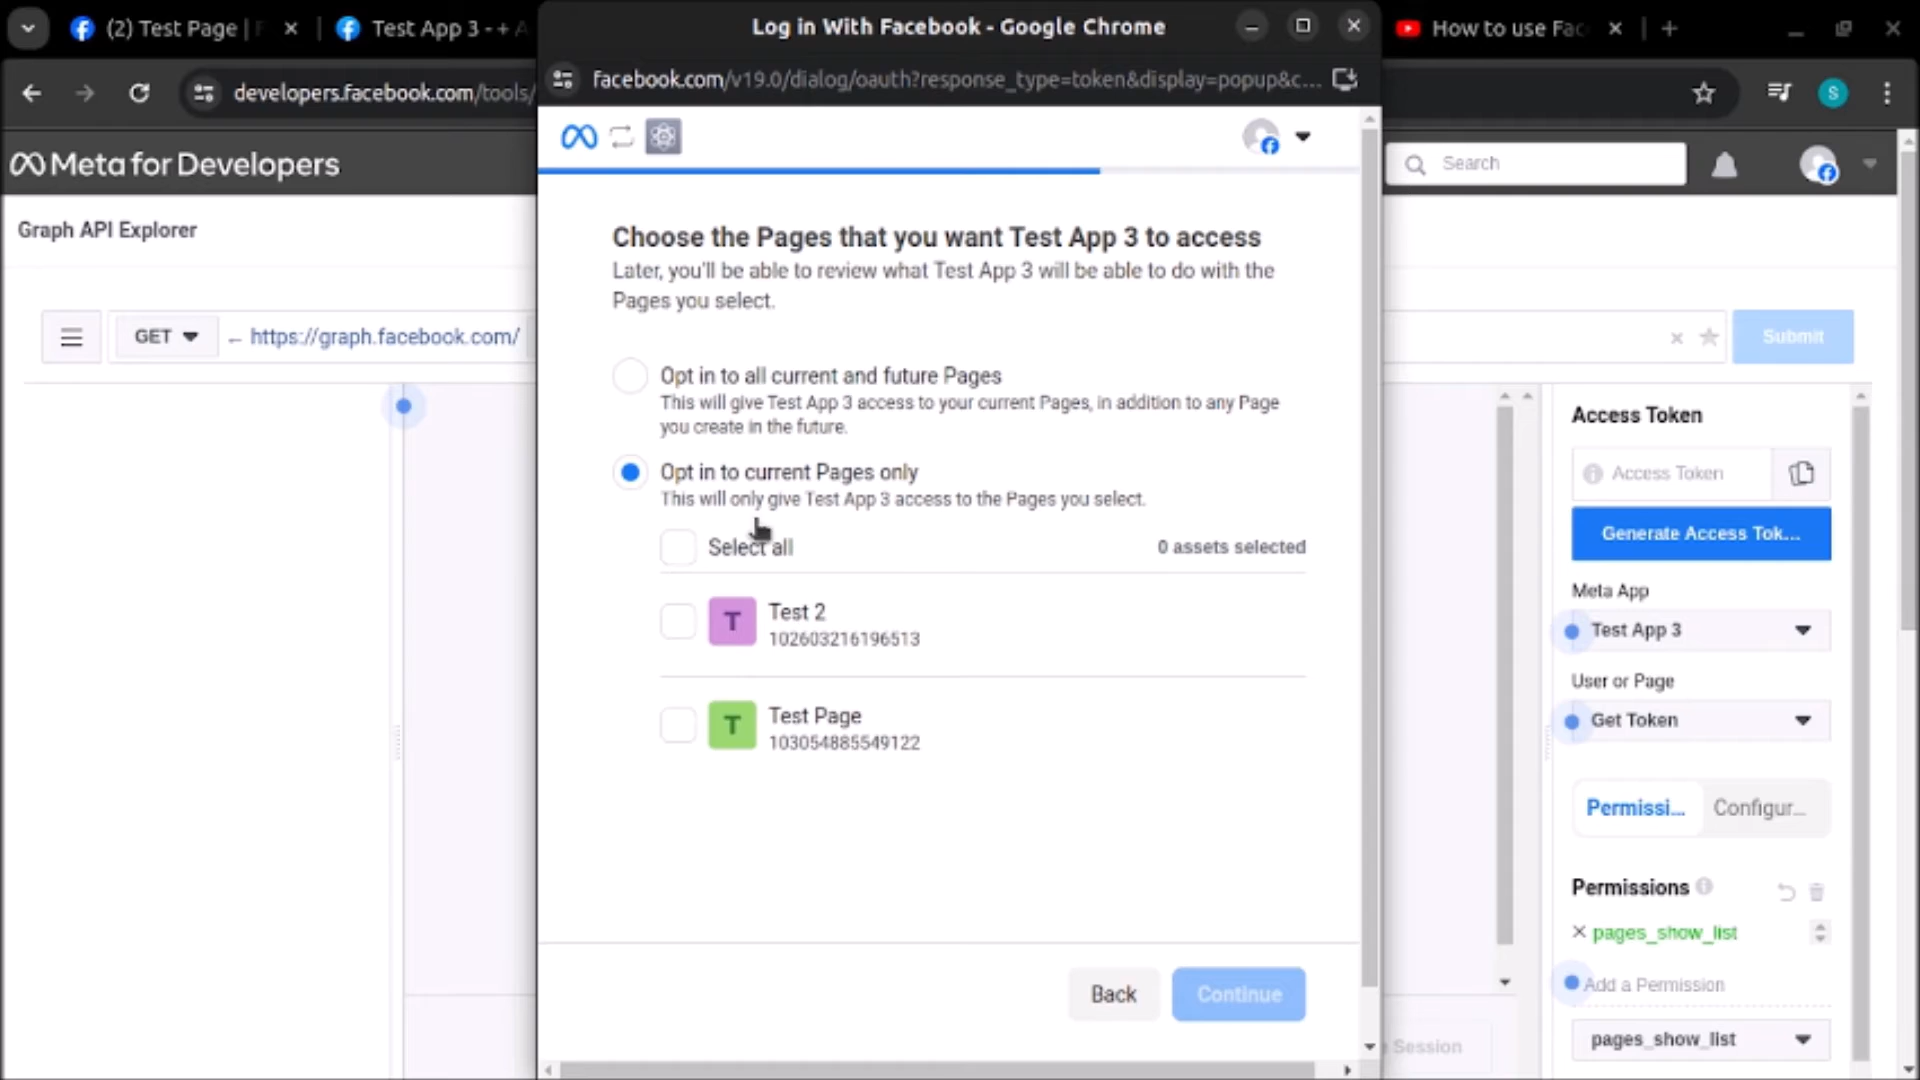 (2) Test Page | F
Test App 3 - + A
Log in With Facebook - Google Chrome
How to use Fac
developers.facebook.com/tools/
facebook.com/v19.0/dialog/oauth?response_type=token&display=popup&c...
S
Meta for Developers
Search
Graph API Explorer
GET
← https://graph.facebook.com/
Submit
Choose the Pages that you want Test App 3 to access
Later, you'll be able to review what Test App 3 will be able to do with the
Pages you select.
Opt in to all current and future Pages
This will give Test App 3 access to your current Pages, in addition to any Page
you create in the future.
Opt in to current Pages only
This will only give Test App 3 access to the Pages you select.
Select all
0 assets selected
T
Test 2
102603216196513
T
Test Page
103054885549122
Back
Continue
Access Token
Access Token
Generate Access Tok...
Meta App
Test App 3
User or Page
Get Token
Permissi...
Configur...
Permissions
pages_show_list
Add a Permission
pages_show_list
Session